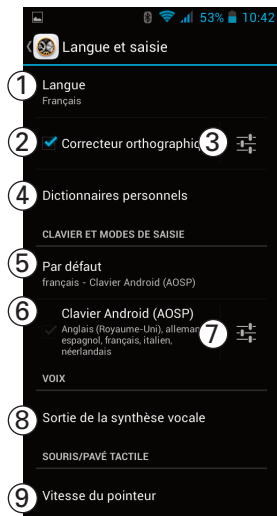 53% 10:42
Langue et saisie
1 Langue
Français
2 Correcteur orthographiq 3
4 Dictionnaires personnels
CLAVIER ET MODES DE SAISIE
5 Par défaut
français - Clavier Android (AOSP)
6 Clavier Android (AOSP)
Anglais (Royaume-Uni), alleman
espagnol, français, italien, 7
néerlandais
VOIX
8 Sortie de la synthèse vocale
SOURIS/PAVÉ TACTILE
9 Vitesse du pointeur